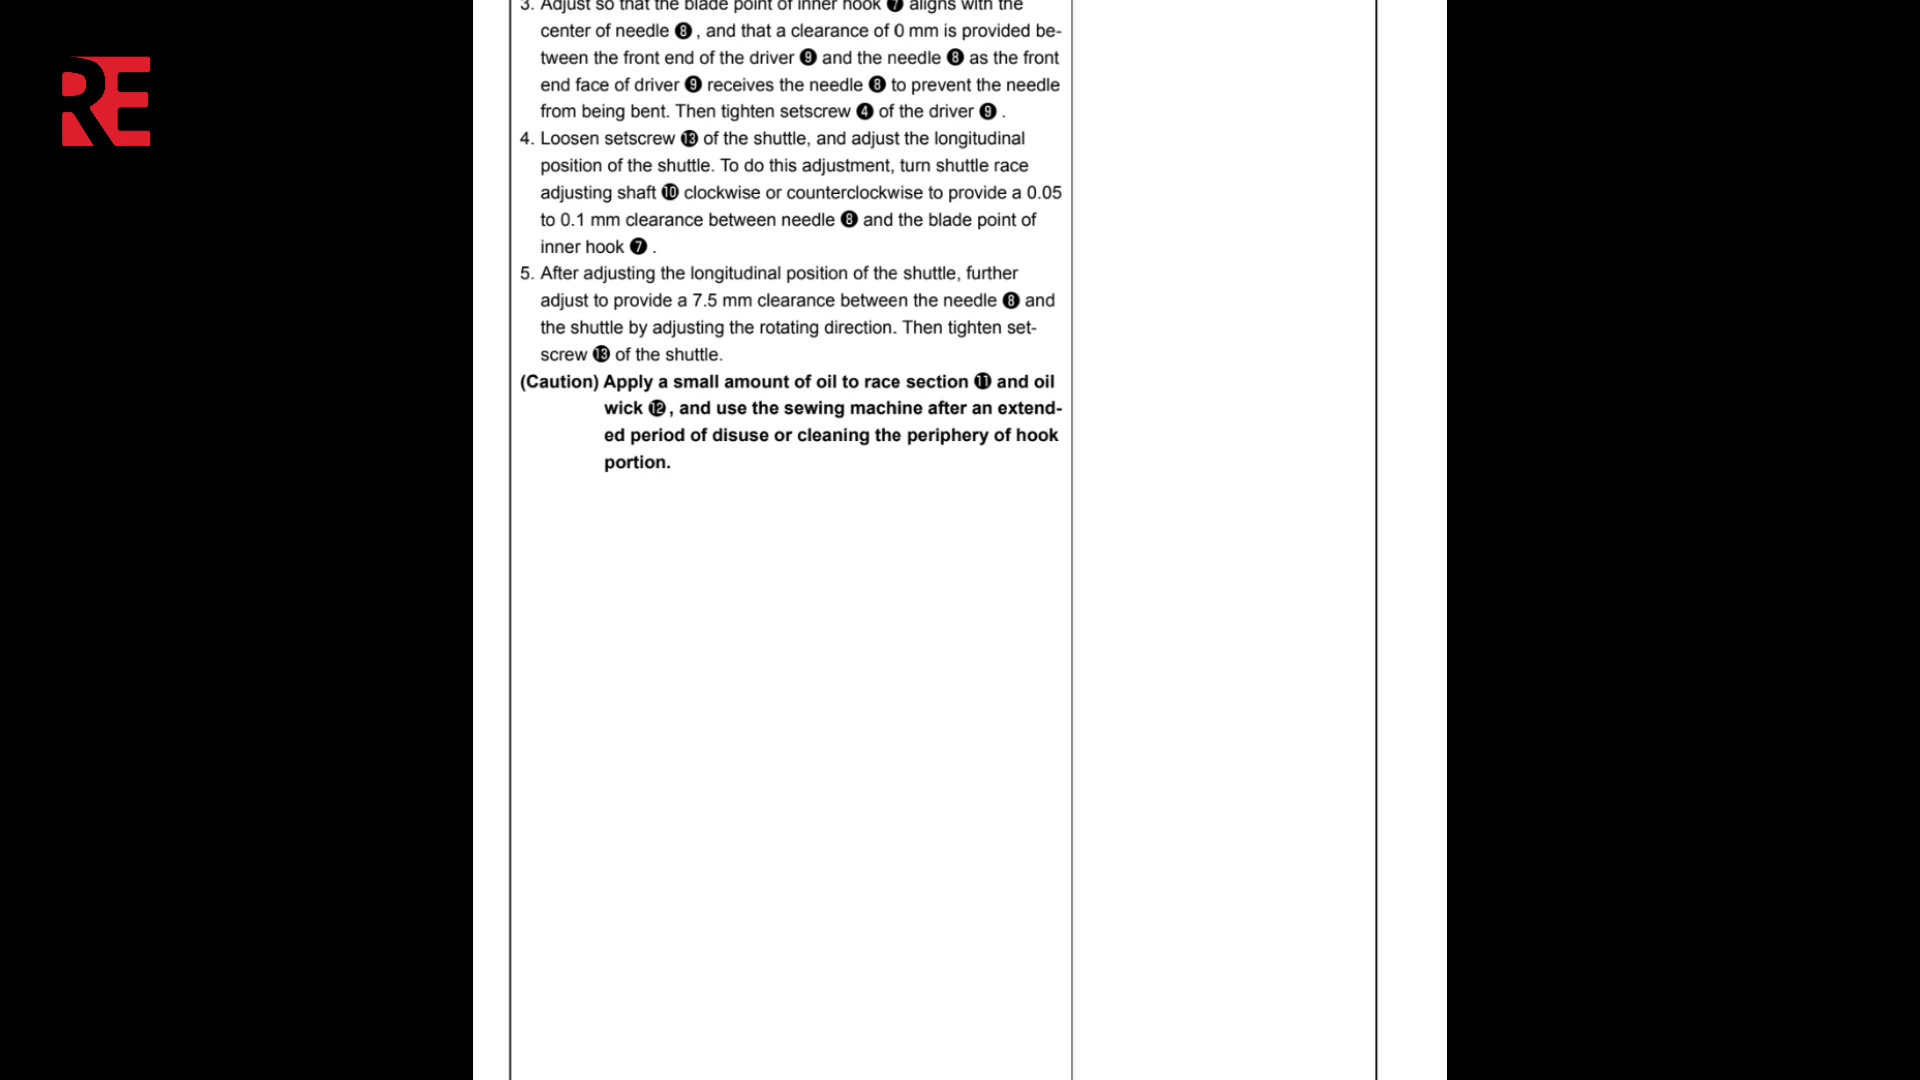 RE
3. Adjust so that the blade point of inner hook ❼ aligns with the
center of needle ❽ , and that a clearance of 0 mm is provided be-
tween the front end of the driver ❾ and the needle ❽ as the front
end face of driver ❾ receives the needle ❽ to prevent the needle
from being bent. Then tighten setscrew ❹ of the driver ❾ .
4. Loosen setscrew ⓭ of the shuttle, and adjust the longitudinal
position of the shuttle. To do this adjustment, turn shuttle race
adjusting shaft ❿ clockwise or counterclockwise to provide a 0.05
to 0.1 mm clearance between needle ❽ and the blade point of
inner hook ❼ .
5. After adjusting the longitudinal position of the shuttle, further
adjust to provide a 7.5 mm clearance between the needle ❽ and
the shuttle by adjusting the rotating direction. Then tighten set-
screw ⓭ of the shuttle.
(Caution) Apply a small amount of oil to race section ⓫ and oil
wick ⓬ , and use the sewing machine after an extend-
ed period of disuse or cleaning the periphery of hook
portion.